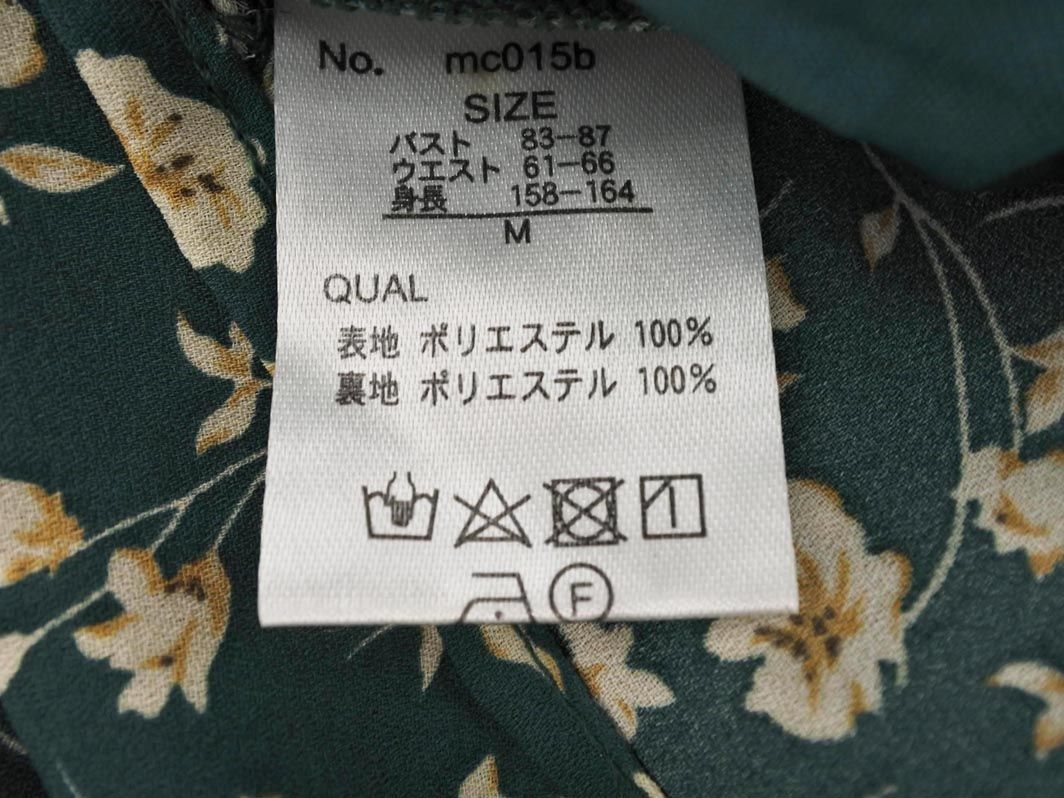 No. mc015b
SIZE
バスト 83-87
ウエスト 61-66
身長 158-164
M
QUAL
表地 ポリエステル 100%
裏地 ポリエステル 100%
F